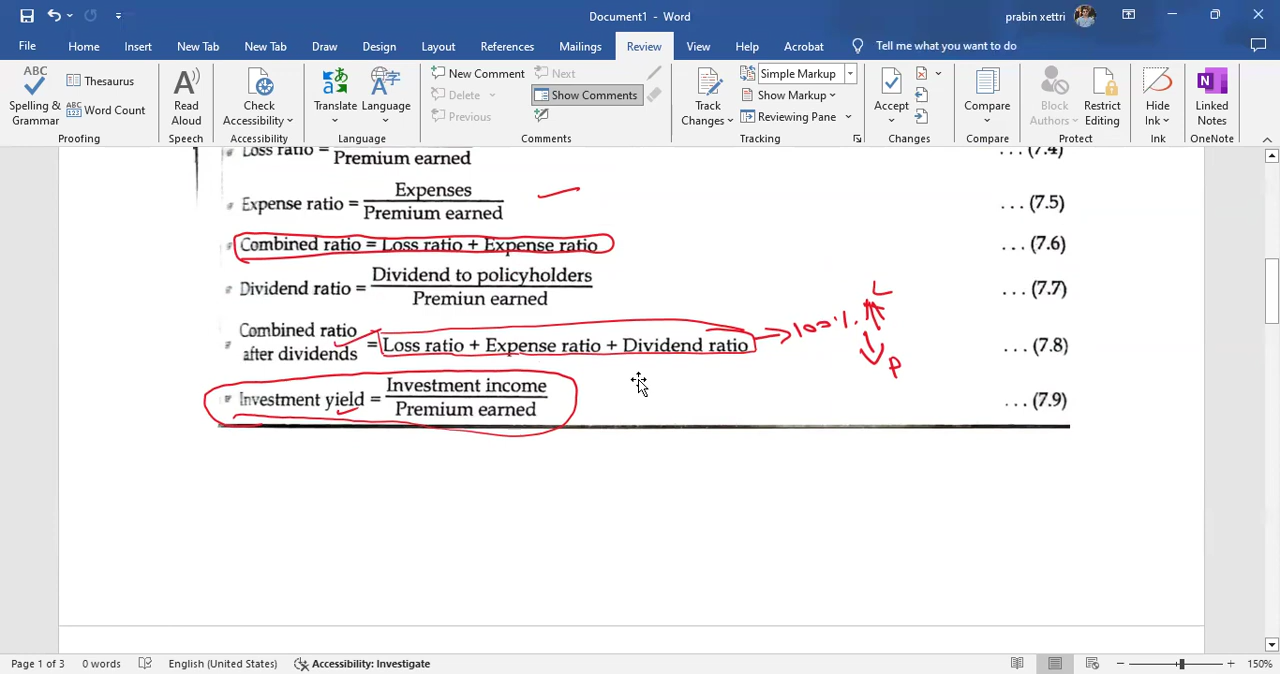 Document1 - Word
prabin xettri
File Home Insert New Tab New Tab Draw Design Layout References Mailings Review View Help Acrobat Tell me what you want to do
ABC
Spelling & Grammar
Thesaurus
ABC 123 Word Count
Proofing
Read Aloud
Speech
Check Accessibility
Accessibility
Translate
Language
Language
New Comment
Delete
Previous
Next
Show Comments
Comments
Track Changes
Simple Markup
Show Markup
Reviewing Pane
Tracking
Accept
Changes
Compare
Compare
Block Authors
Restrict Editing
Protect
Hide Ink
Ink
Linked Notes
OneNote
Loss ratio = Premium earned ... (7.4)
Expense ratio = Expenses / Premium earned ... (7.5)
Combined ratio = Loss ratio + Expense ratio ... (7.6)
Dividend ratio = Dividend to policyholders / Premiun earned ... (7.7)
Combined ratio after dividends = Loss ratio + Expense ratio + Dividend ratio ... (7.8)
100%.
L
P
Investment yield = Investment income / Premium earned ... (7.9)
Page 1 of 3 0 words English (United States) Accessibility: Investigate 150%